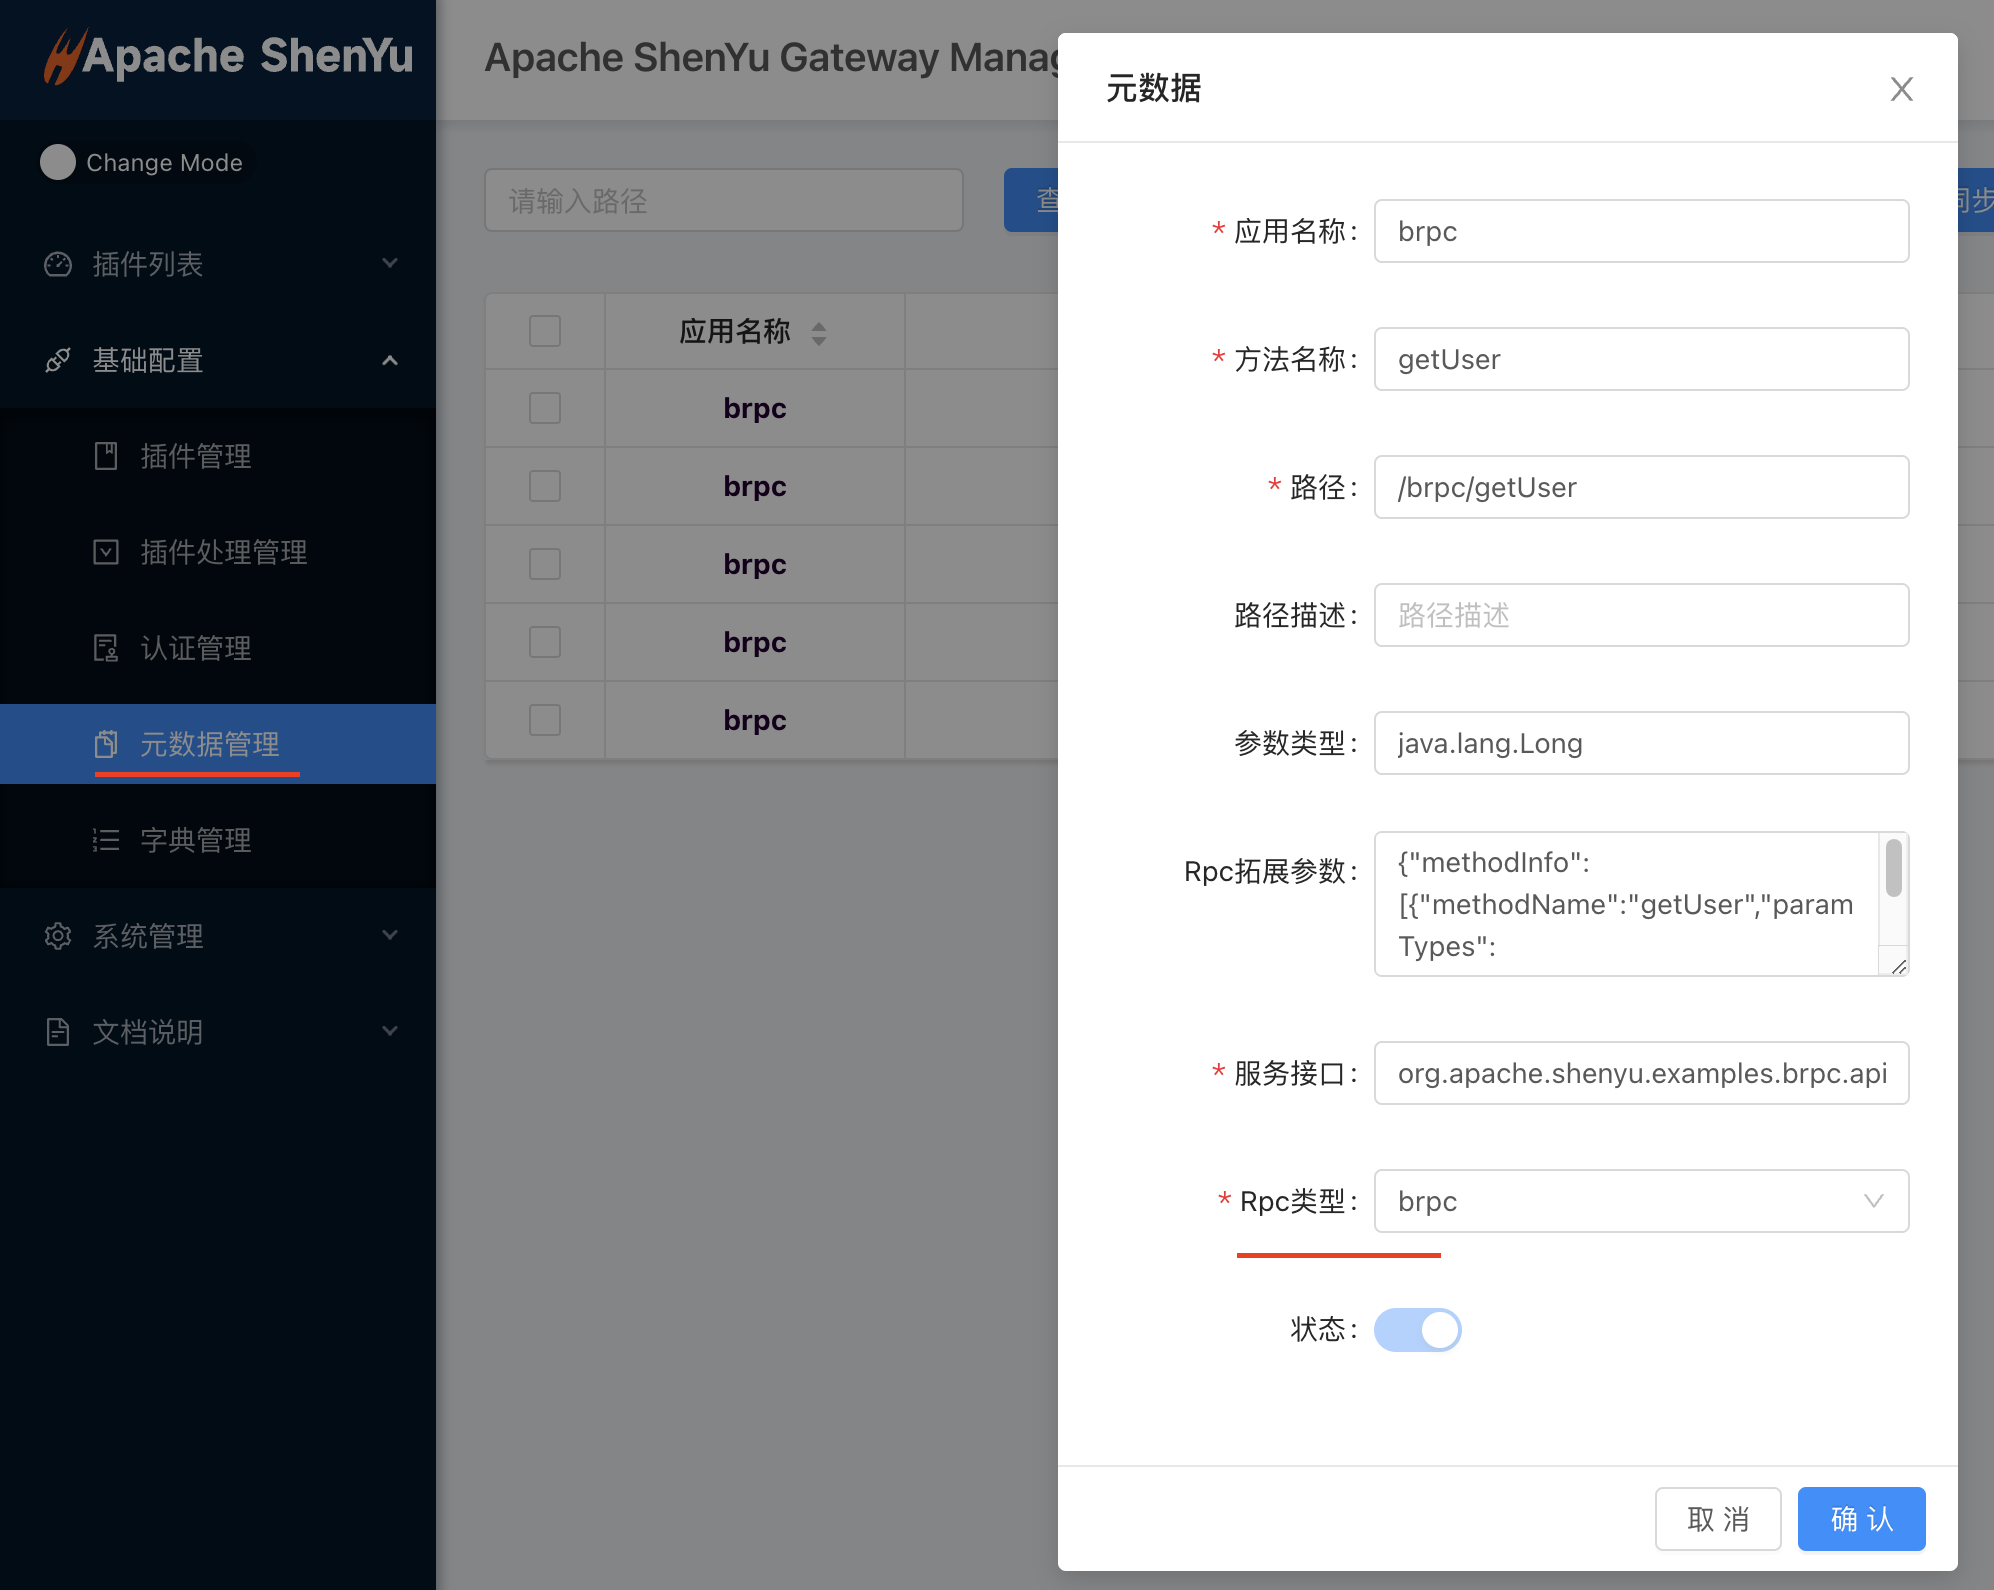 Apache ShenYu
Change Mode
插件列表
基础配置
插件管理
插件处理管理
认证管理
元数据管理
字典管理
系统管理
文档说明
Apache ShenYu Gateway Manag
请输入路径
查
同步
应用名称
brpc
brpc
brpc
brpc
brpc
元数据
* 应用名称: brpc
* 方法名称: getUser
* 路径: /brpc/getUser
路径描述: 路径描述
参数类型: java.lang.Long
Rpc拓展参数: {"methodInfo":
[{"methodName":"getUser","param
Types":
* 服务接口: org.apache.shenyu.examples.brpc.api
* Rpc类型: brpc
状态:
取 消
确 认